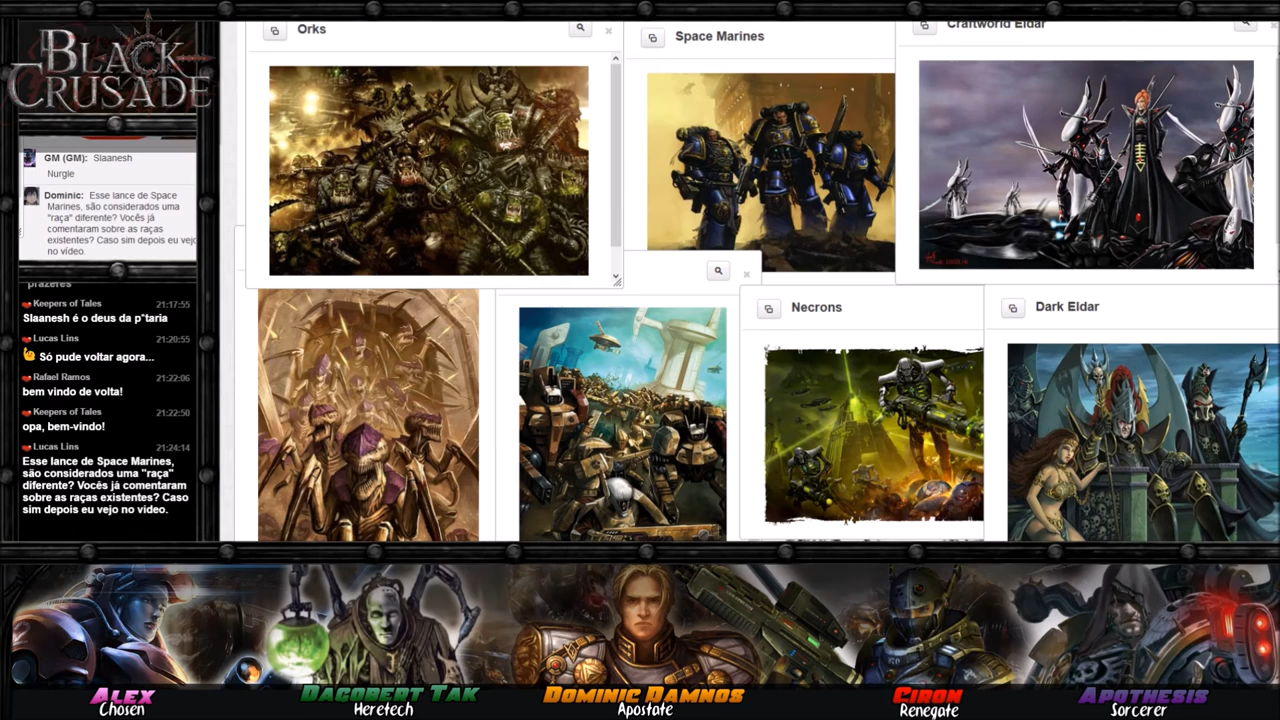 BLACK
CRUSADE
GM (GM): Slaanesh
Nurgle
Dominic: Esse lance de Space
Marines, são considerados uma
"raça" diferente? Vocês já
comentaram sobre as raças
existentes? Caso sim depois eu vejo
no vídeo.
prazeres
Keepers of Tales 21:17:55
Slaanesh é o deus da p*taria
Lucas Lins 21:20:55
Só pude voltar agora...
Rafael Ramos 21:22:06
bem vindo de volta!
Keepers of Tales 21:22:50
opa, bem-vindo!
Lucas Lins 21:24:14
Esse lance de Space Marines,
são considerados uma "raça"
diferente? Vocês já comentaram
sobre as raças existentes? Caso
sim depois eu vejo no vídeo.
Orks
Space Marines
Craftworld Eldar
Necrons
Dark Eldar
Alex
Chosen
Dagobert Tak
Heretech
Dominic Damnos
Apostate
Ciron
Renegate
Apothesis
Sorcerer